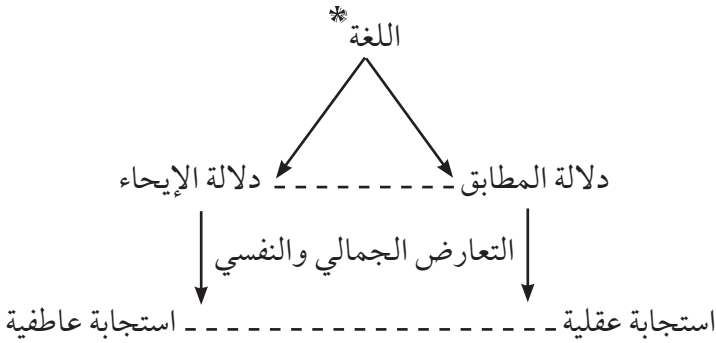 اللغة*
دلالة المطابق - - - - - - - - - - دلالة الإيحاء
التعارض الجمالي والنفسي
استجابة عقلية - - - - - - - - - - - - - - - - - - - استجابة عاطفية